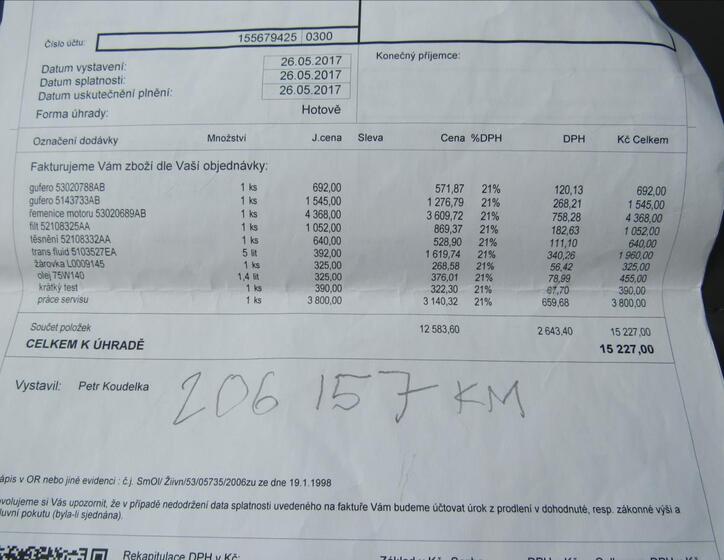 Číslo účtu: 155679425 0300
Konečný příjemce:
Datum vystavení: 26.05.2017
Datum splatnosti: 26.05.2017
Datum uskutečnění plnění: 26.05.2017
Forma úhrady: Hotově
Označení dodávky Množství J.cena Sleva Cena %DPH DPH Kč Celkem
Fakturujeme Vám zboží dle Vaší objednávky:
gufero 53020788AB 1 ks 692,00 571,87 21% 120,13 692,00
gufero 5143733AB 1 ks 1 545,00 1 276,79 21% 268,21 1 545,00
řemenice motoru 53020689AB 1 ks 4 368,00 3 609,72 21% 758,28 4 368,00
filt 52108325AA 1 ks 1 052,00 869,37 21% 182,63 1 052,00
těsnění 52108332AA 1 ks 640,00 528,90 21% 111,10 640,00
trans fluid 5103527EA 5 lit 392,00 1 619,74 21% 340,26 1 960,00
žárovka L0009145 1 ks 325,00 268,58 21% 56,42 325,00
olej 75W140 1,4 lit 325,00 376,01 21% 78,99 455,00
krátký test 1 ks 390,00 322,30 21% 67,70 390,00
práce servisu 1 ks 3 800,00 3 140,32 21% 659,68 3 800,00
Součet položek 12 583,60 2 643,40 15 227,00
CELKEM K ÚHRADĚ 15 227,00
Vystavil: Petr Koudelka
206 157 KM
ápis v OR nebo jiné evidenci : č.j. SmOl/ Živn/53/05735/2006zu ze dne 19.1.1998
ovolujeme si Vás upozornit, že v případě nedodržení data splatnosti uvedeného na faktuře Vám budeme účtovat úrok z prodlení v dohodnuté, resp. zákonné výši a
luvní pokutu (byla-li sjednána).
Rekapitulace DPH v Kč: